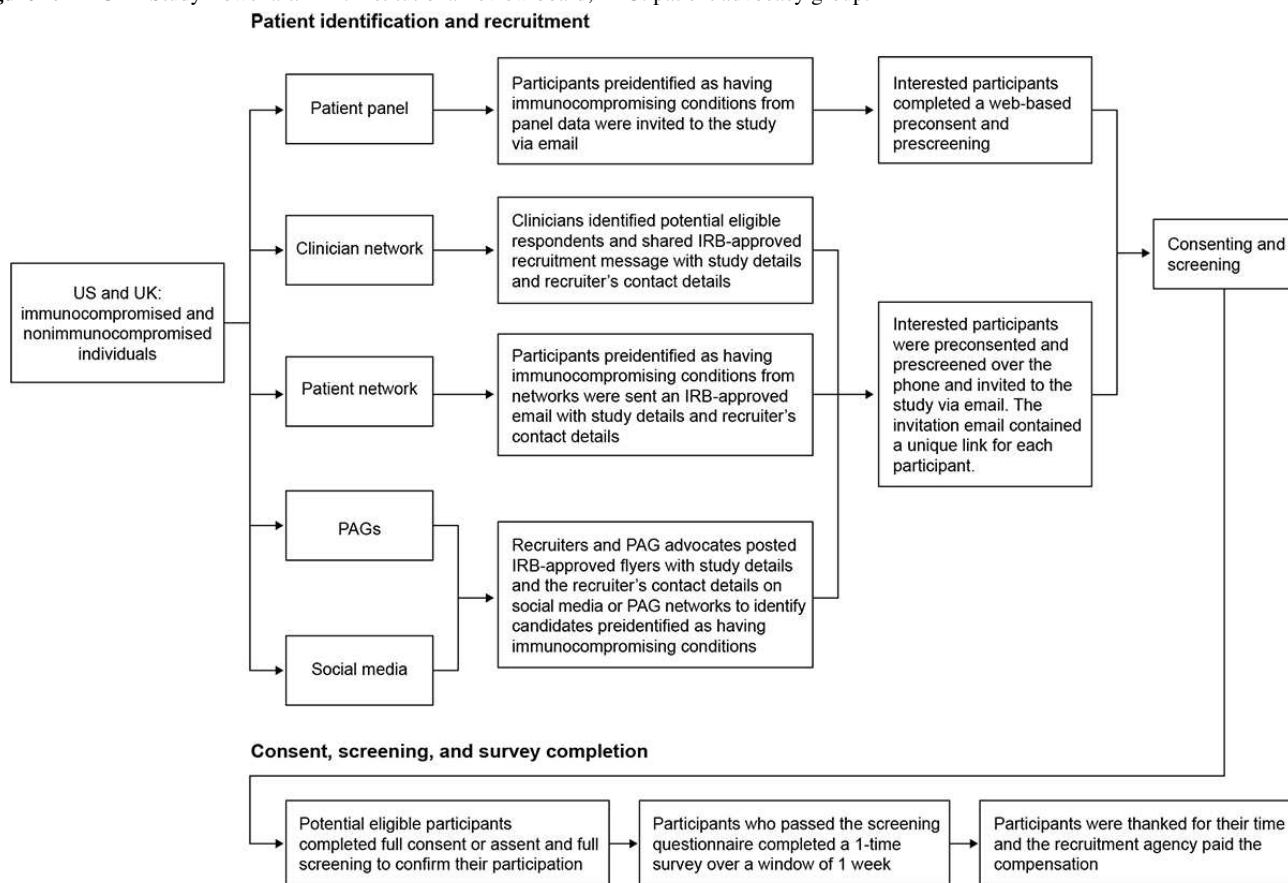 Patient identification and recruitment
Patient panel
Participants preidentified as having
immunocompromising conditions from
panel data were invited to the study
via email
Interested participants
completed a web-based
preconsent and
prescreening
Clinician network
Clinicians identified potential eligible
respondents and shared IRB-approved
recruitment message with study details
and recruiter's contact details
Consenting and
screening
US and UK:
immunocompromised and
nonimmunocompromised
individuals
Patient network
Participants preidentified as having
immunocompromising conditions from
networks were sent an IRB-approved
email with study details and recruiter's
contact details
Interested participants
were preconsented and
prescreened over the
phone and invited to the
study via email. The
invitation email contained
a unique link for each
participant.
PAGs
Social media
Recruiters and PAG advocates posted
IRB-approved flyers with study details
and the recruiter's contact details on
social media or PAG networks to identify
candidates preidentified as having
immunocompromising conditions
Consent, screening, and survey completion
Potential eligible participants
completed full consent or assent and full
screening to confirm their participation
Participants who passed the screening
questionnaire completed a 1-time
survey over a window of 1 week
Participants were thanked for their time
and the recruitment agency paid the
compensation